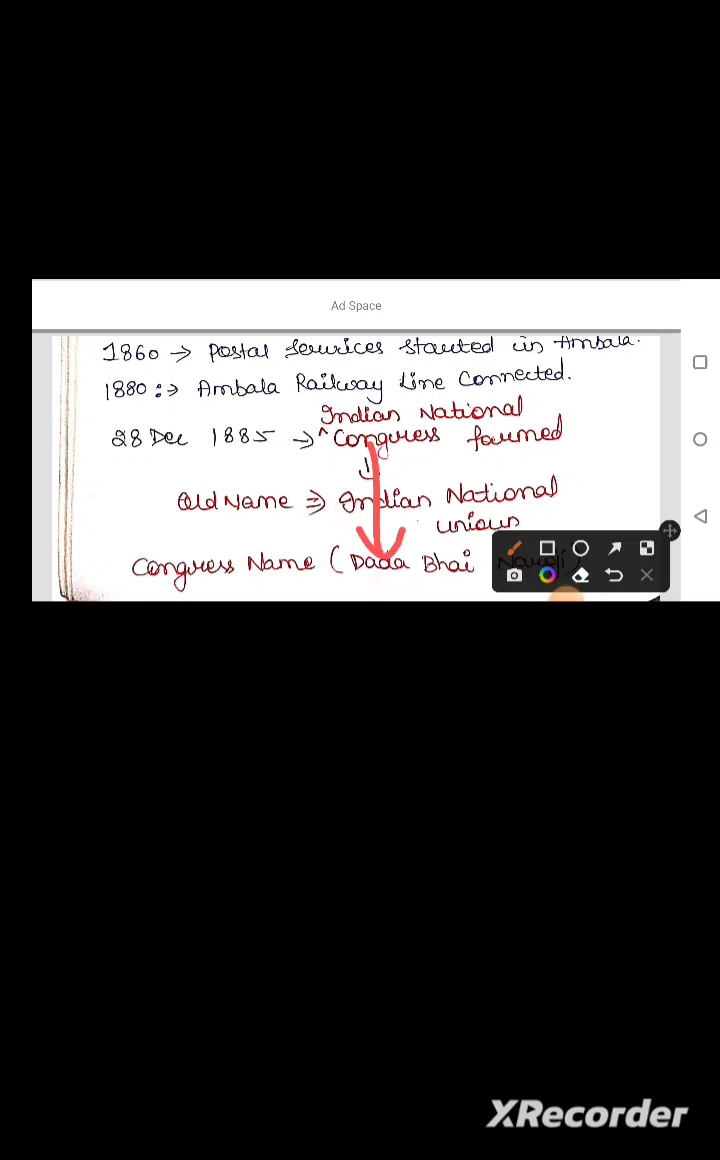 Ad Space
1860 → Postal Services started in Ambala.
1880 :→ Ambala Railway Line Connected.
Indian National
28 Dec 1885 → ^ Congress formed
↓
Old Name ⇒ Indian National
union
Congress Name ( Dada Bhai Naroji )
XRecorder